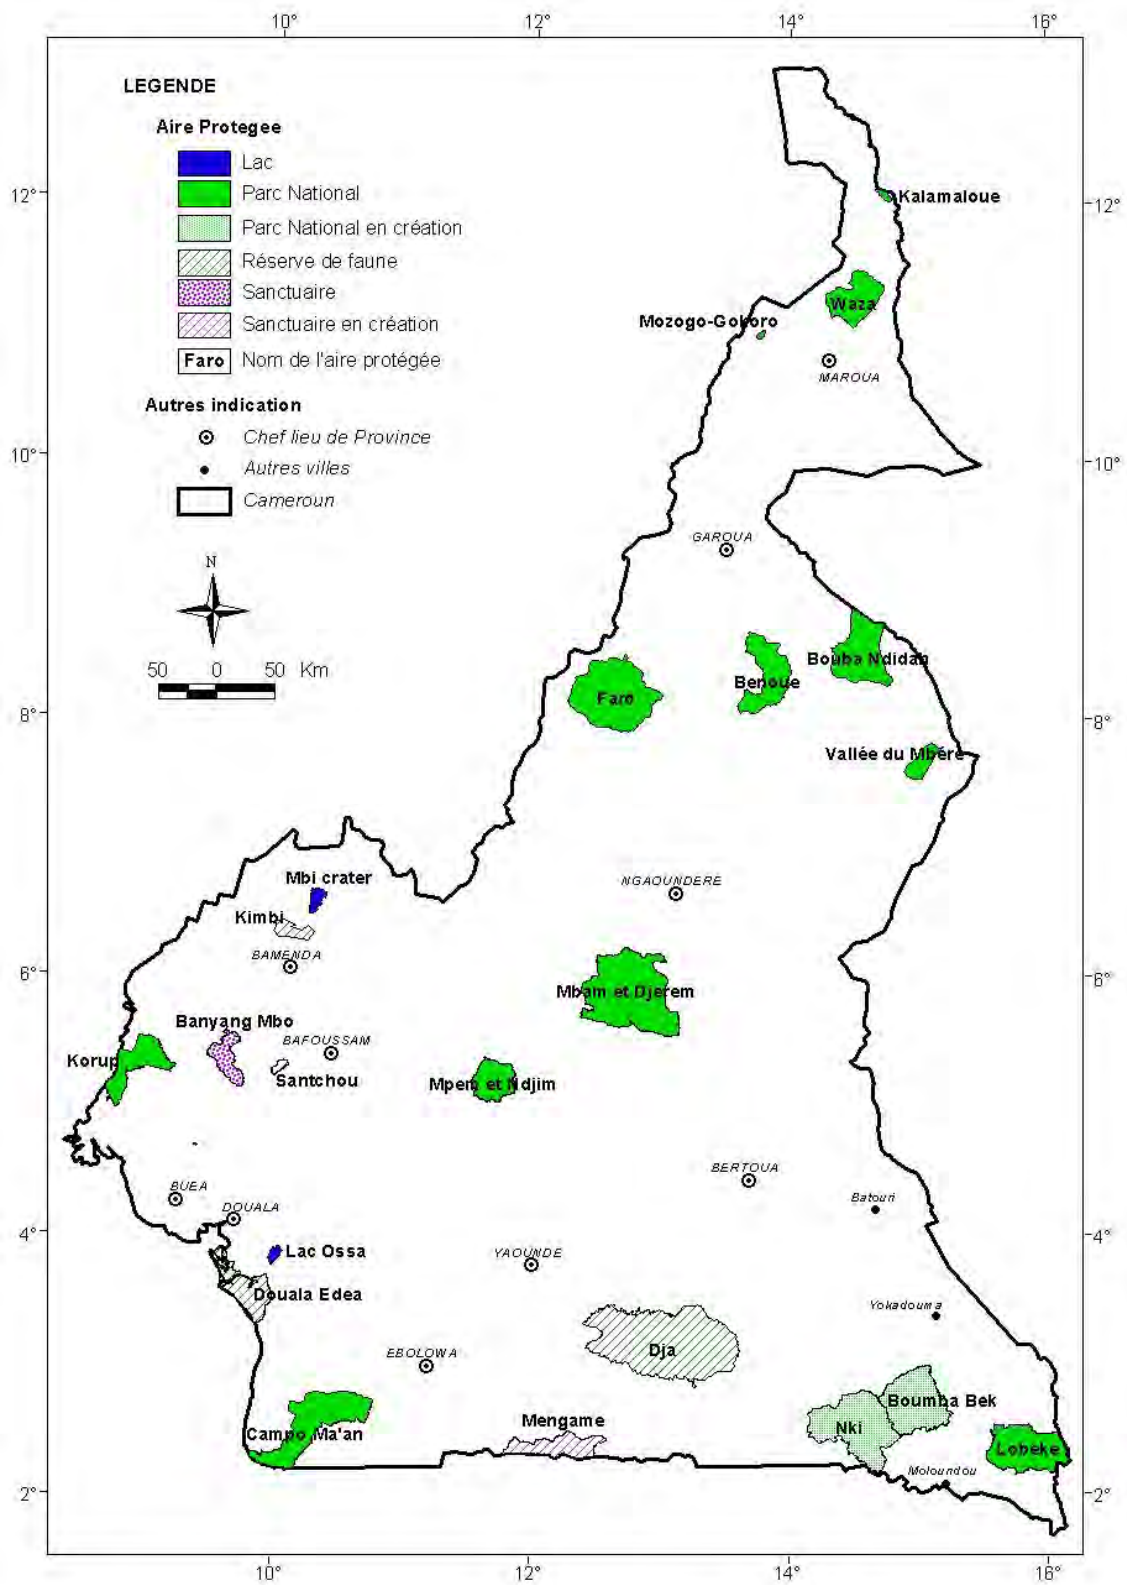 10°
12°
14°
16°
LEGENDE
Aire Protegee
Lac
Parc National
Parc National en création
Réserve de faune
Sanctuaire
Sanctuaire en création
Faro Nom de l'aire protégée
Autres indication
Chef lieu de Province
Autres villes
Cameroun
N
50 0 50 Km
12°
12°
Kalamaloue
Waza
Mozogo-Gokoro
MAROUA
10°
10°
GAROUA
Bouba Ndidah
Benoue
Faro
8°
8°
Vallée du Mbéré
Mbi crater
NGAOUNDERE
Kimbi
BAMENDA
6°
6°
Mbam et Djerem
Banyang Mbo
BAFOUSSAM
Korup
Santchou
Mpem et Ndjim
BERTOUA
BUEA
Batouri
DOUALA
4°
4°
Lac Ossa
YAOUNDE
Douala Edea
Yokadouma
Dja
EBOLOWA
Boumba Bek
Mengame
Nki
Campo Ma'an
Lobeke
Moloundou
2°
2°
10°
12°
14°
16°